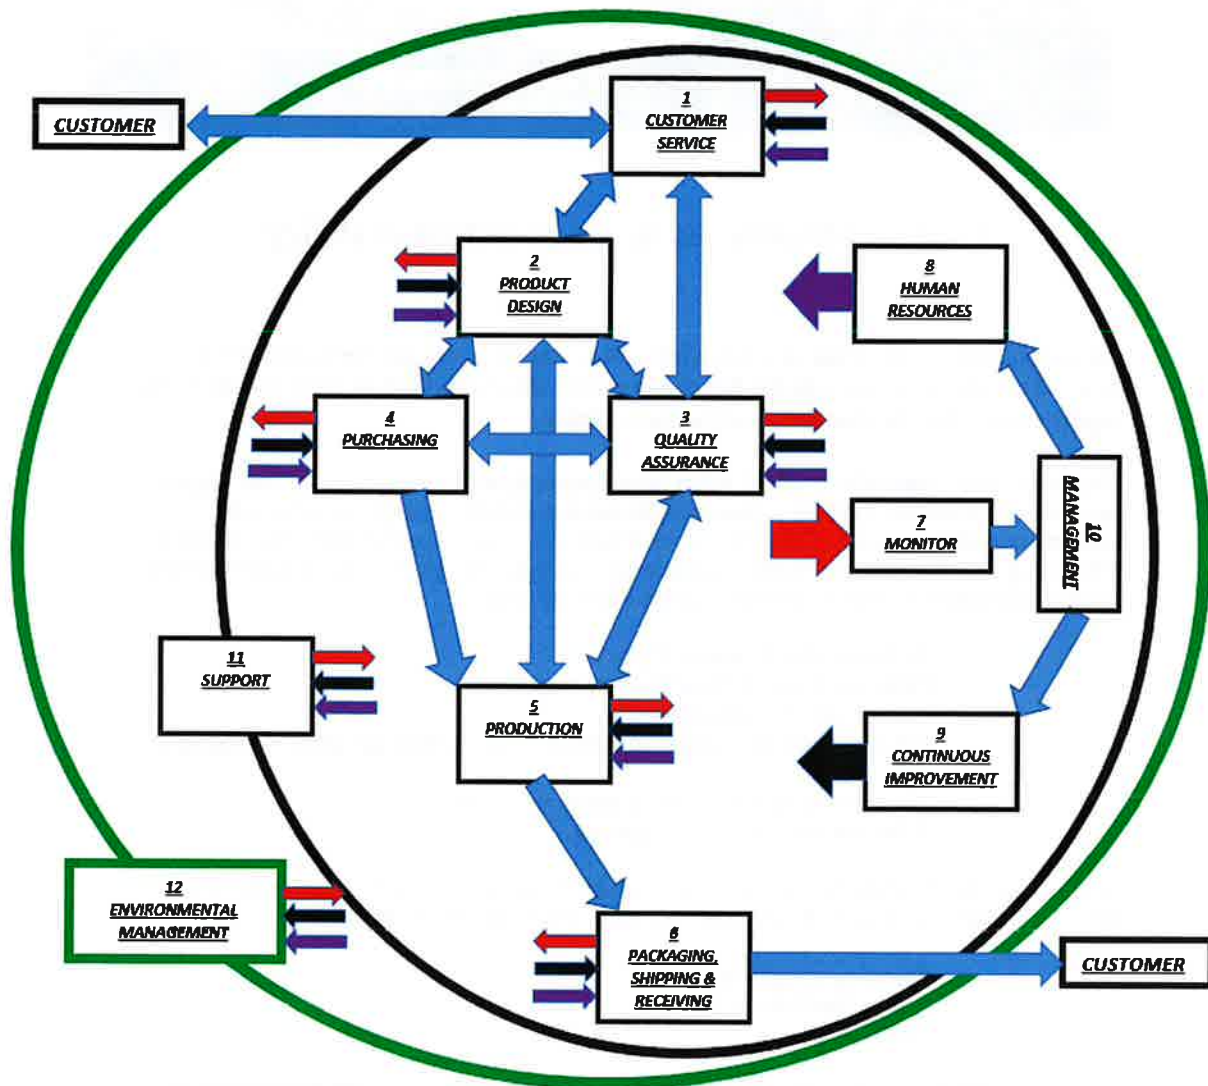 CUSTOMER
1
CUSTOMER
SERVICE
2
PRODUCT
DESIGN
8
HUMAN
RESOURCES
4
PURCHASING
3
QUALITY
ASSURANCE
7
MONITOR
10
MANAGEMENT
11
SUPPORT
5
PRODUCTION
9
CONTINUOUS
IMPROVEMENT
12
ENVIRONMENTAL
MANAGEMENT
6
PACKAGING,
SHIPPING &
RECEIVING
CUSTOMER